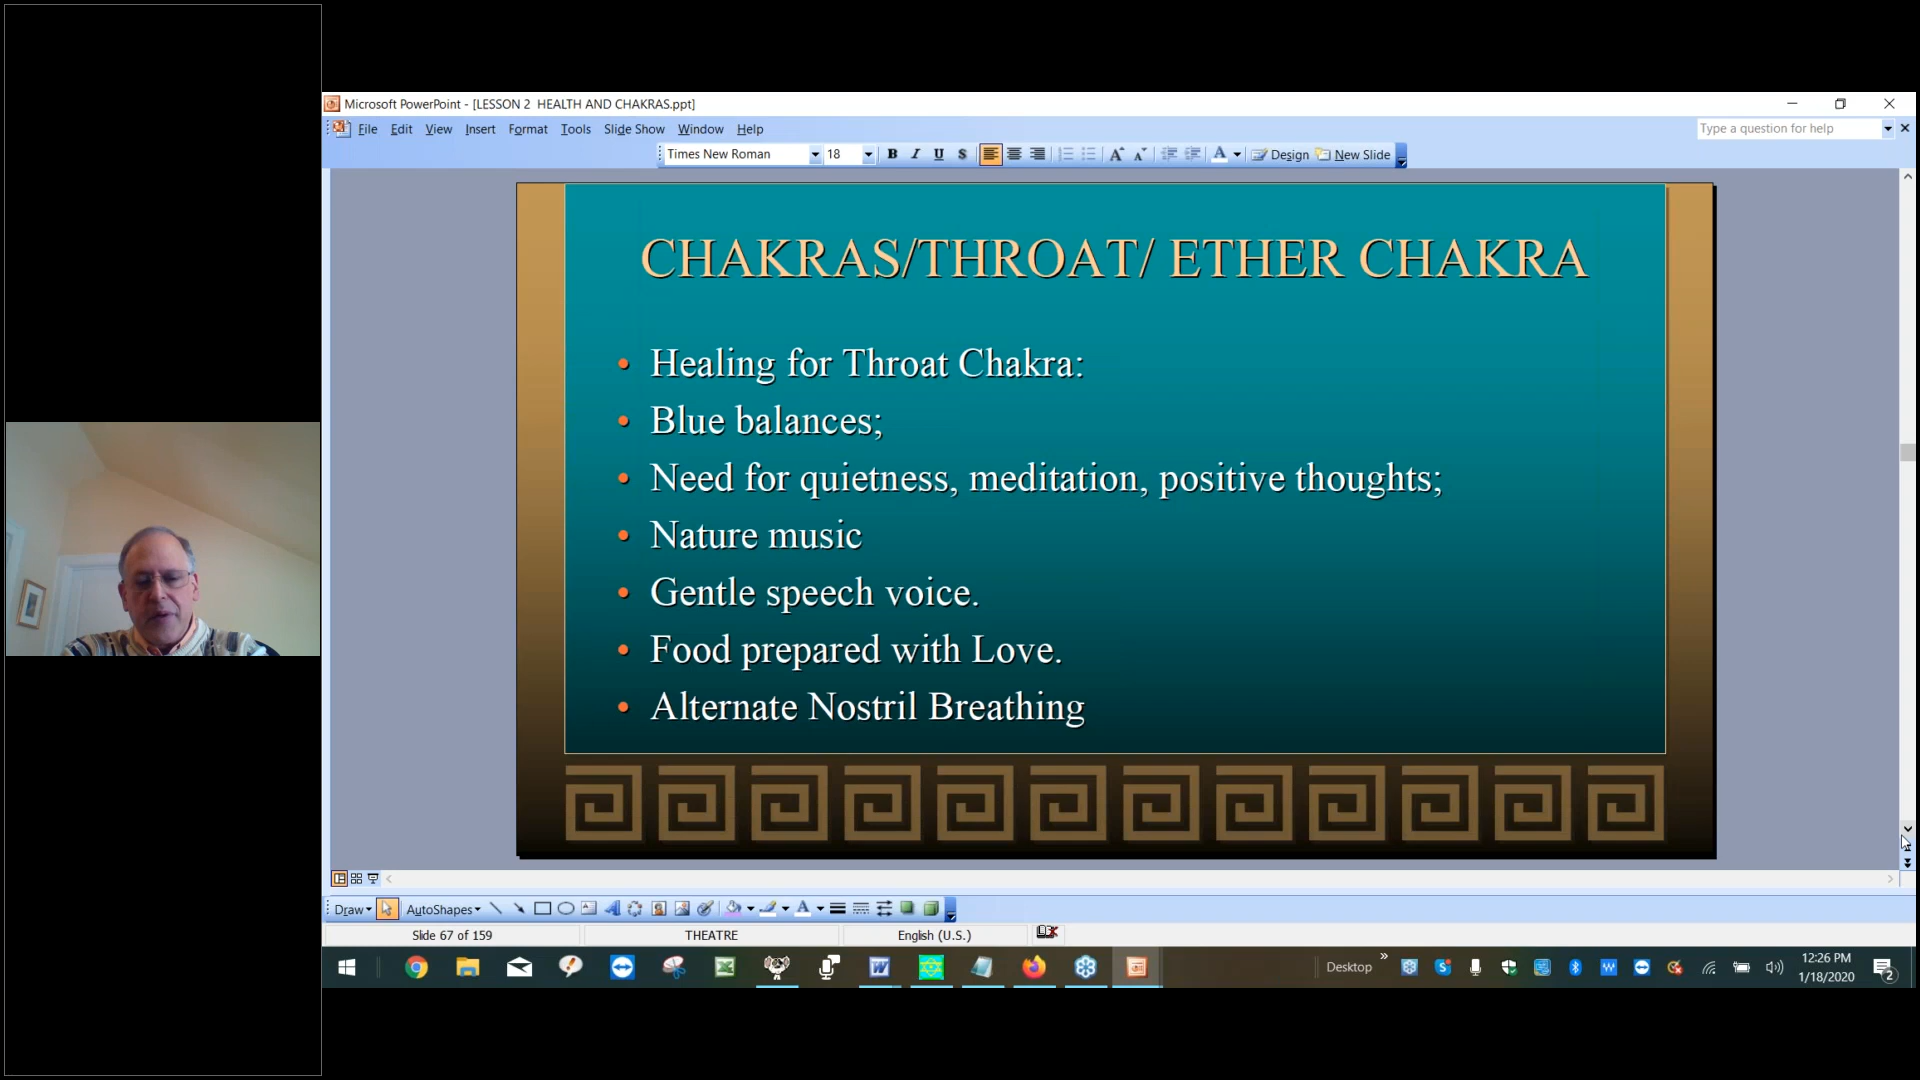 Microsoft PowerPoint - [LESSON 2  HEALTH AND CHAKRAS.ppt]
File Edit View Insert Format Tools Slide Show Window Help
Type a question for help
Times New Roman 18 B I U S A A A Design New Slide
CHAKRAS/THROAT/ ETHER CHAKRA
• Healing for Throat Chakra:
• Blue balances;
• Need for quietness, meditation, positive thoughts;
• Nature music
• Gentle speech voice.
• Food prepared with Love.
• Alternate Nostril Breathing
Draw AutoShapes A
Slide 67 of 159 THEATRE English (U.S.)
Desktop » 12:26 PM
1/18/2020
2